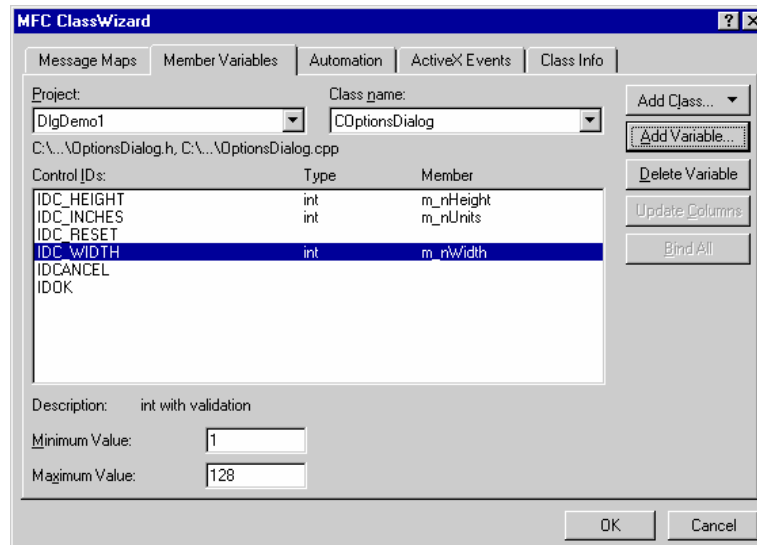 MFC ClassWizard
Message Maps Member Variables Automation ActiveX Events Class Info
Project: Class name:
DlgDemo1 COptionsDialog
Add Class...
C:\...\OptionsDialog.h, C:\...\OptionsDialog.cpp
Add Variable...
Control IDs: Type Member
Delete Variable
IDC_HEIGHT int m_nHeight
IDC_INCHES int m_nUnits
Update Columns
IDC_RESET
IDC_WIDTH int m_nWidth
Bind All
IDCANCEL
IDOK
Description: int with validation
Minimum Value: 1
Maximum Value: 128
OK Cancel